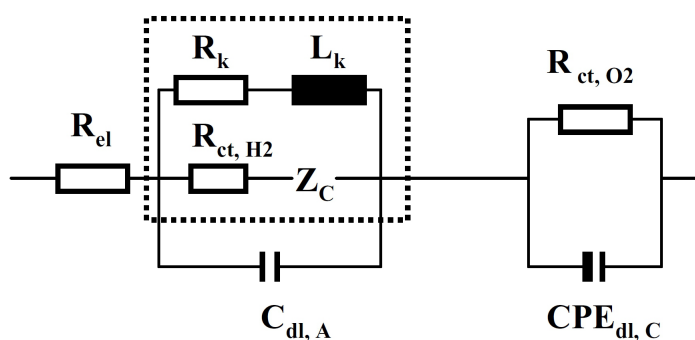 R_k
L_k
R_ct, O2
R_el
R_ct, H2
Z_C
C_dl, A
CPE_dl, C